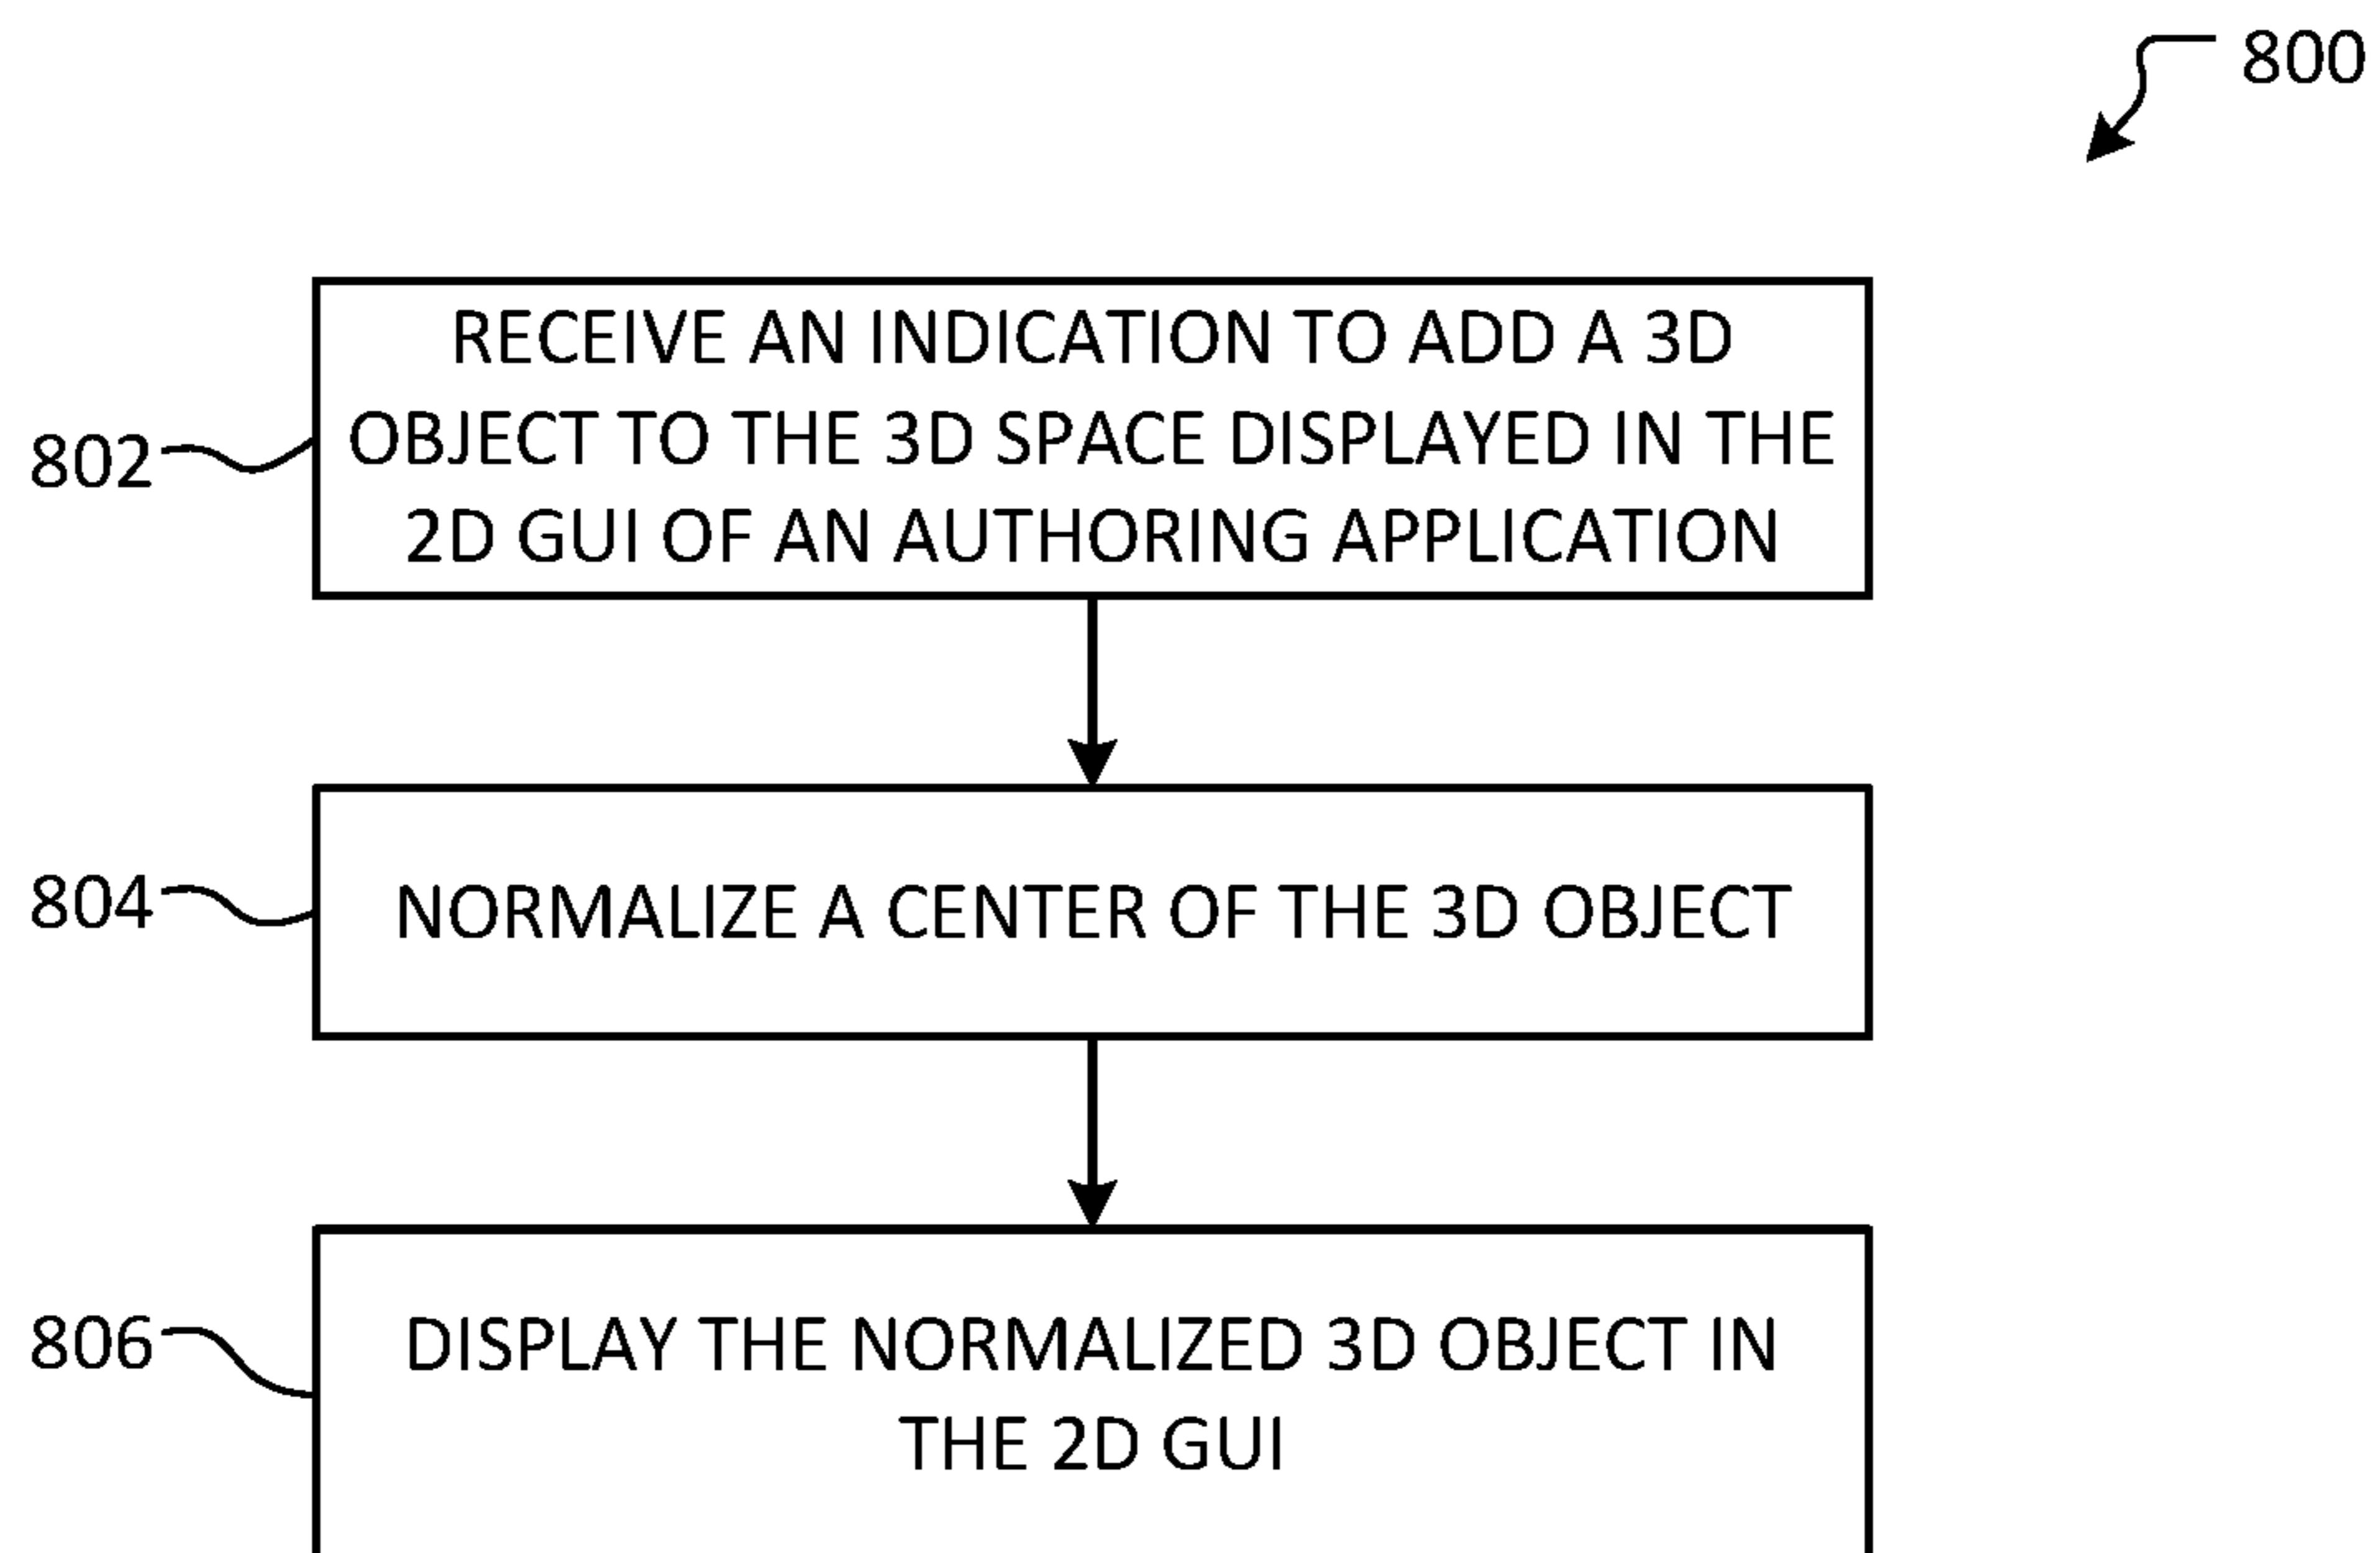 800
RECEIVE AN INDICATION TO ADD A 3D
OBJECT TO THE 3D SPACE DISPLAYED IN THE
2D GUI OF AN AUTHORING APPLICATION
802
NORMALIZE A CENTER OF THE 3D OBJECT
804
DISPLAY THE NORMALIZED 3D OBJECT IN
THE 2D GUI
806